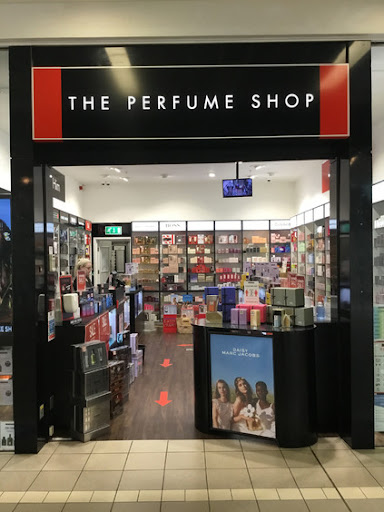 THE PERFUME SHOP
BOSS
DAISY
MARC JACOBS